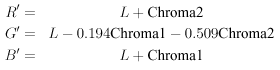 R′ = L + Chroma2
G′ = L − 0.194Chroma1 − 0.509Chroma2
B′ = L + Chroma1